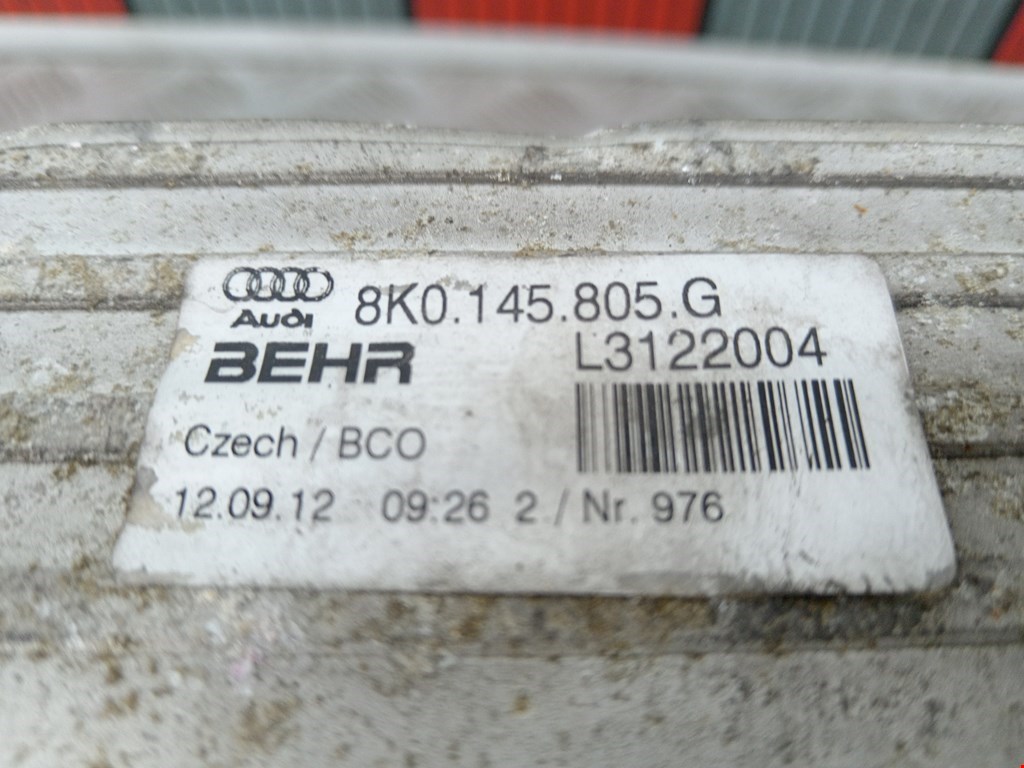 Audi 8K0.145.805.G
BEHR L3122004
Czech / BCO
12.09.12 09:26 2 / Nr. 976